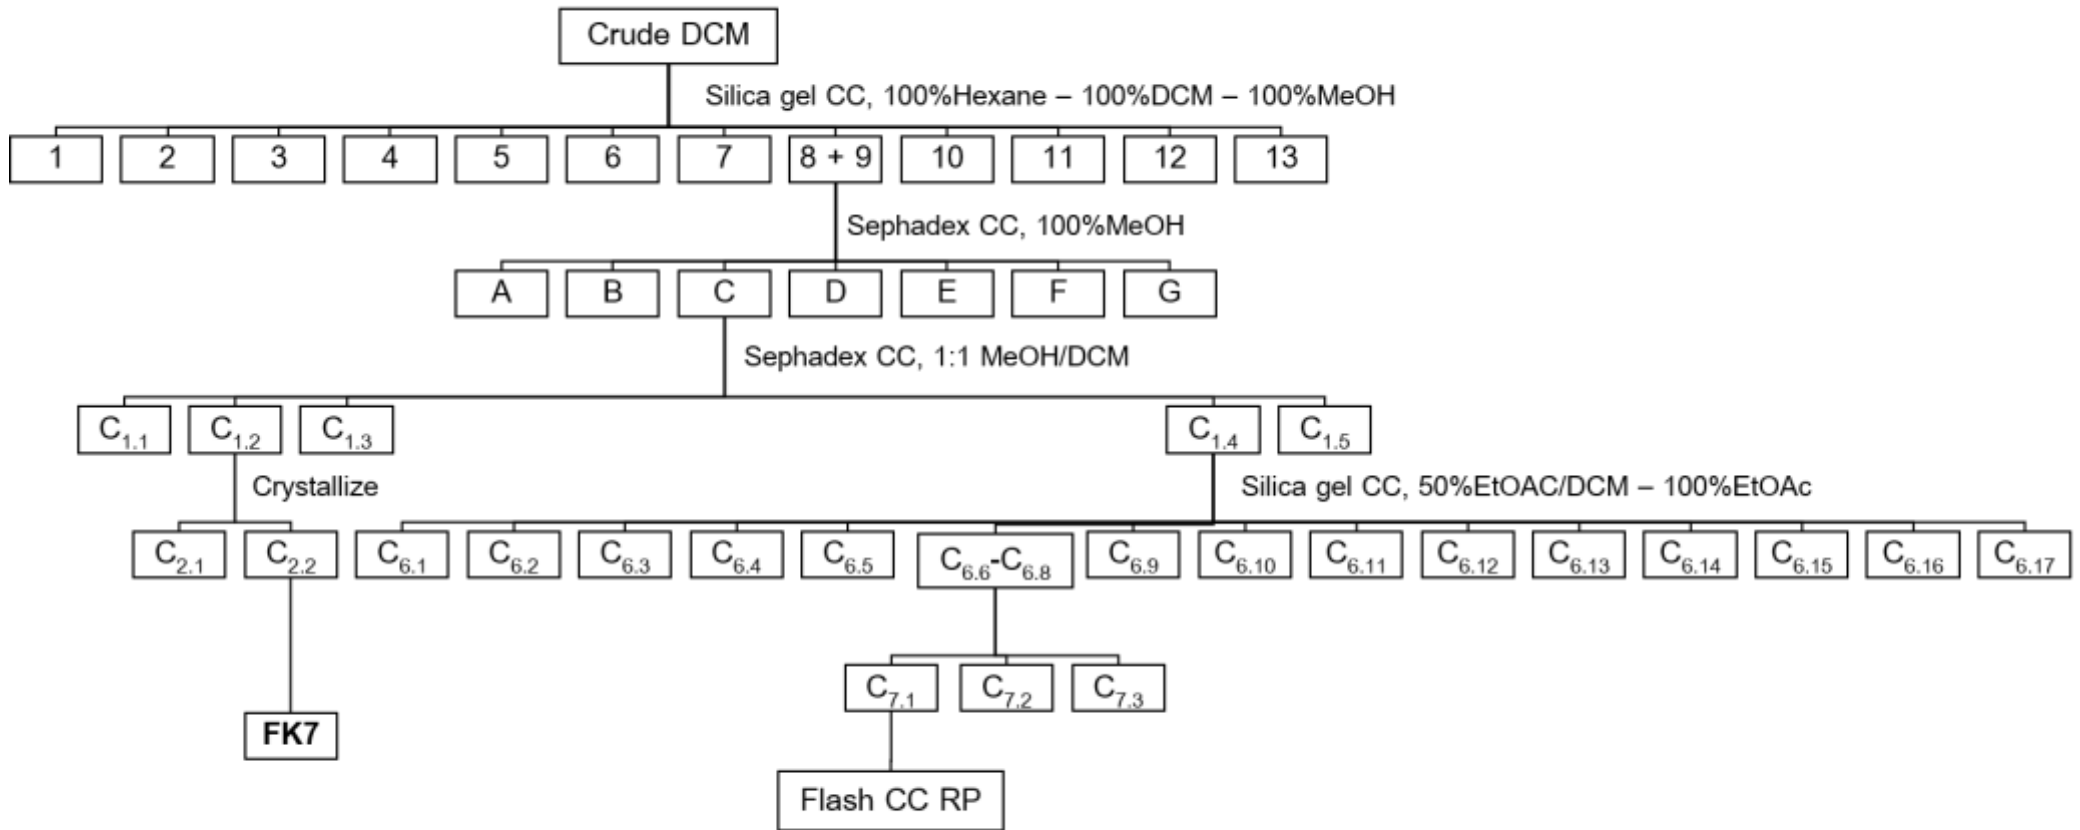 Crude DCM
Silica gel CC, 100%Hexane – 100%DCM – 100%MeOH
1 2 3 4 5 6 7 8 + 9 10 11 12 13
Sephadex CC, 100%MeOH
A B C D E F G
Sephadex CC, 1:1 MeOH/DCM
C1.1 C1.2 C1.3 C1.4 C1.5
Crystallize Silica gel CC, 50%EtOAC/DCM – 100%EtOAc
C2.1 C2.2 C6.1 C6.2 C6.3 C6.4 C6.5 C6.6-C6.8 C6.9 C6.10 C6.11 C6.12 C6.13 C6.14 C6.15 C6.16 C6.17
C7.1 C7.2 C7.3
FK7
Flash CC RP